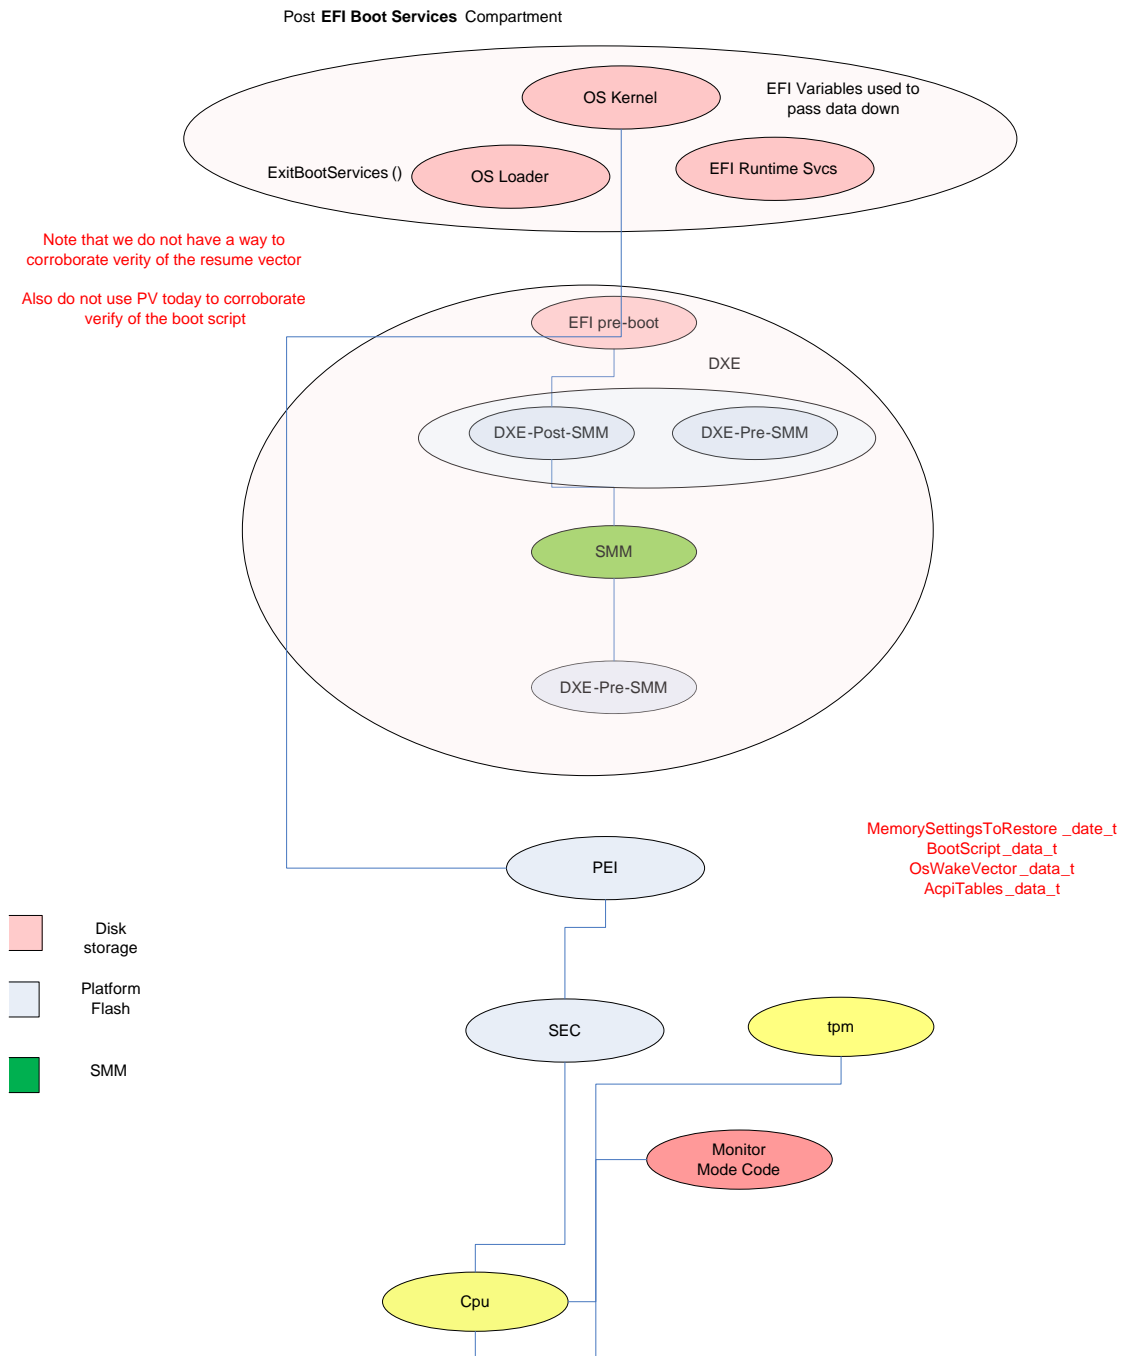 Post EFI Boot Services Compartment
OS Kernel
EFI Variables used to
pass data down
ExitBootServices ()
OS Loader
EFI Runtime Svcs
Note that we do not have a way to
corroborate verity of the resume vector
Also do not use PV today to corroborate
verify of the boot script
EFI pre-boot
DXE
DXE-Post-SMM
DXE-Pre-SMM
SMM
DXE-Pre-SMM
MemorySettingsToRestore _date_t
BootScript_data_t
OsWakeVector _data_t
AcpiTables _data_t
PEI
Disk
storage
Platform
Flash
SEC
tpm
SMM
Monitor
Mode Code
Cpu